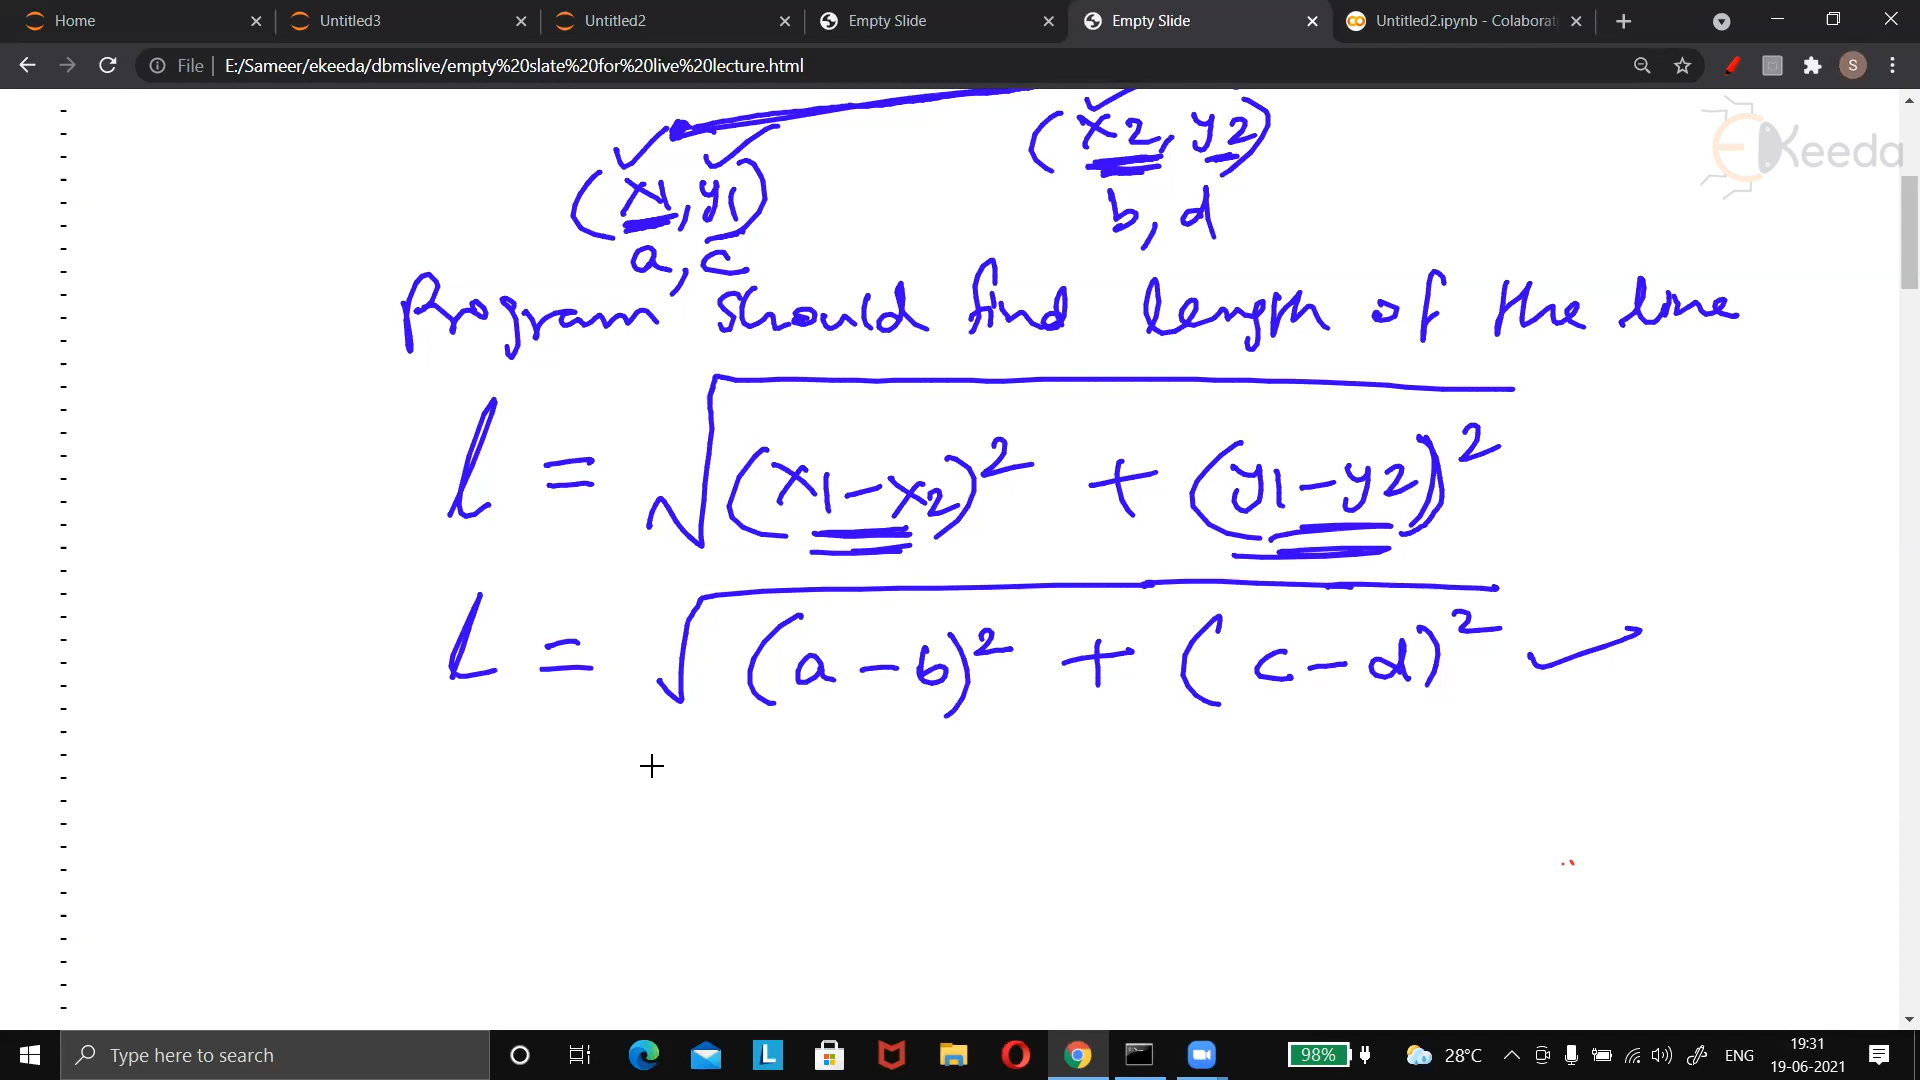 Home Untitled3 Untitled2 Empty Slide Empty Slide Untitled2.ipynb - Colaborat
File E:/Sameer/ekeeda/dbmslive/empty%20slate%20for%20live%20lecture.html S
(x2, y2)
(x1, y1)
b, d
a, c
Program should find length of the line
l = √(x1-x2)² + (y1-y2)²
l = √(a-b)² + (c-d)²
EKeeda
Type here to search L 98% 28°C ENG 19:31
19-06-2021